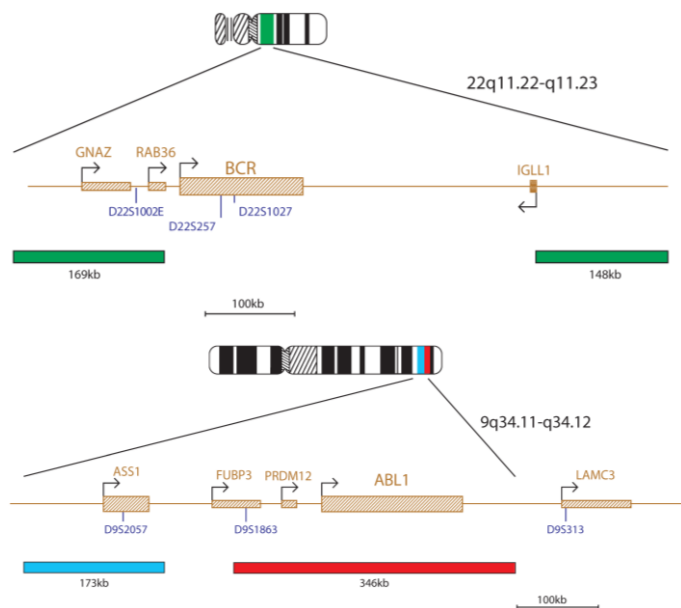 22q11.22-q11.23
GNAZ RAB36 BCR IGLL1
D22S1002E D22S1027
D22S257
169kb 148kb
100kb
9q34.11-q34.12
ASS1 FUBP3 PRDM12 ABL1 LAMC3
D9S2057 D9S1863 D9S313
173kb 346kb
100kb